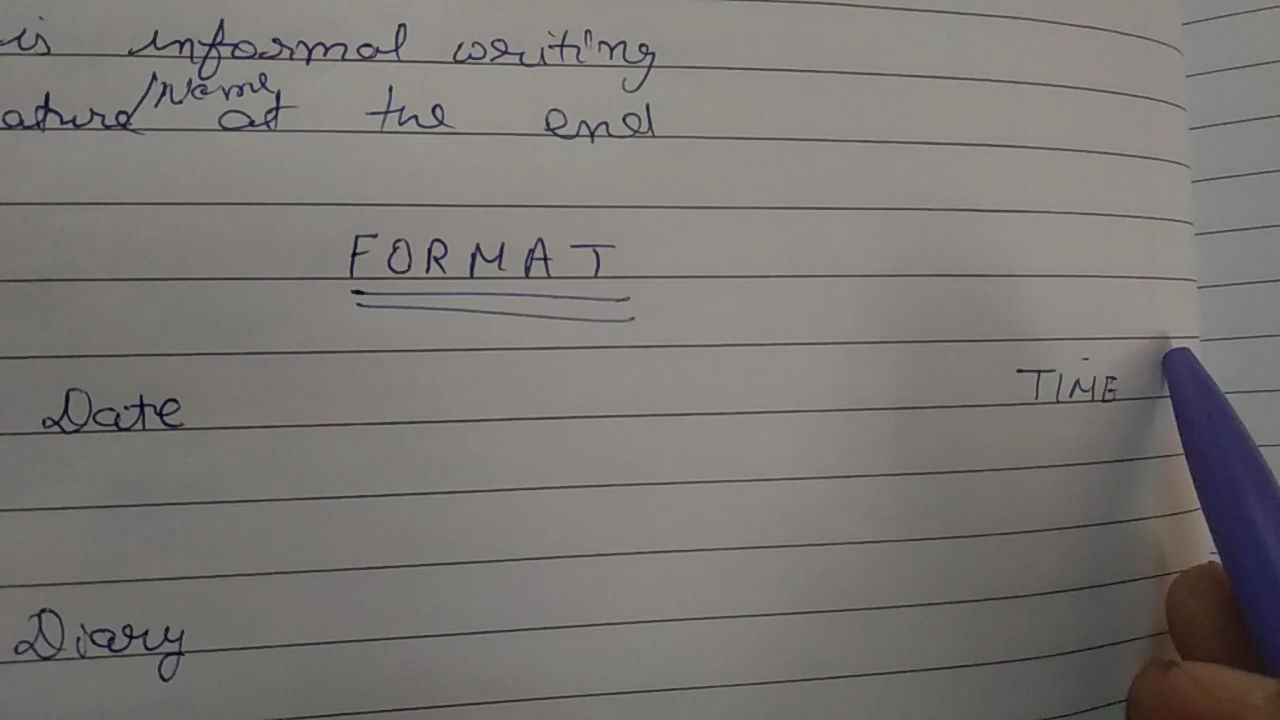 is informal writing
/Name
ature at the end
FORMAT
Date TIME
Diary